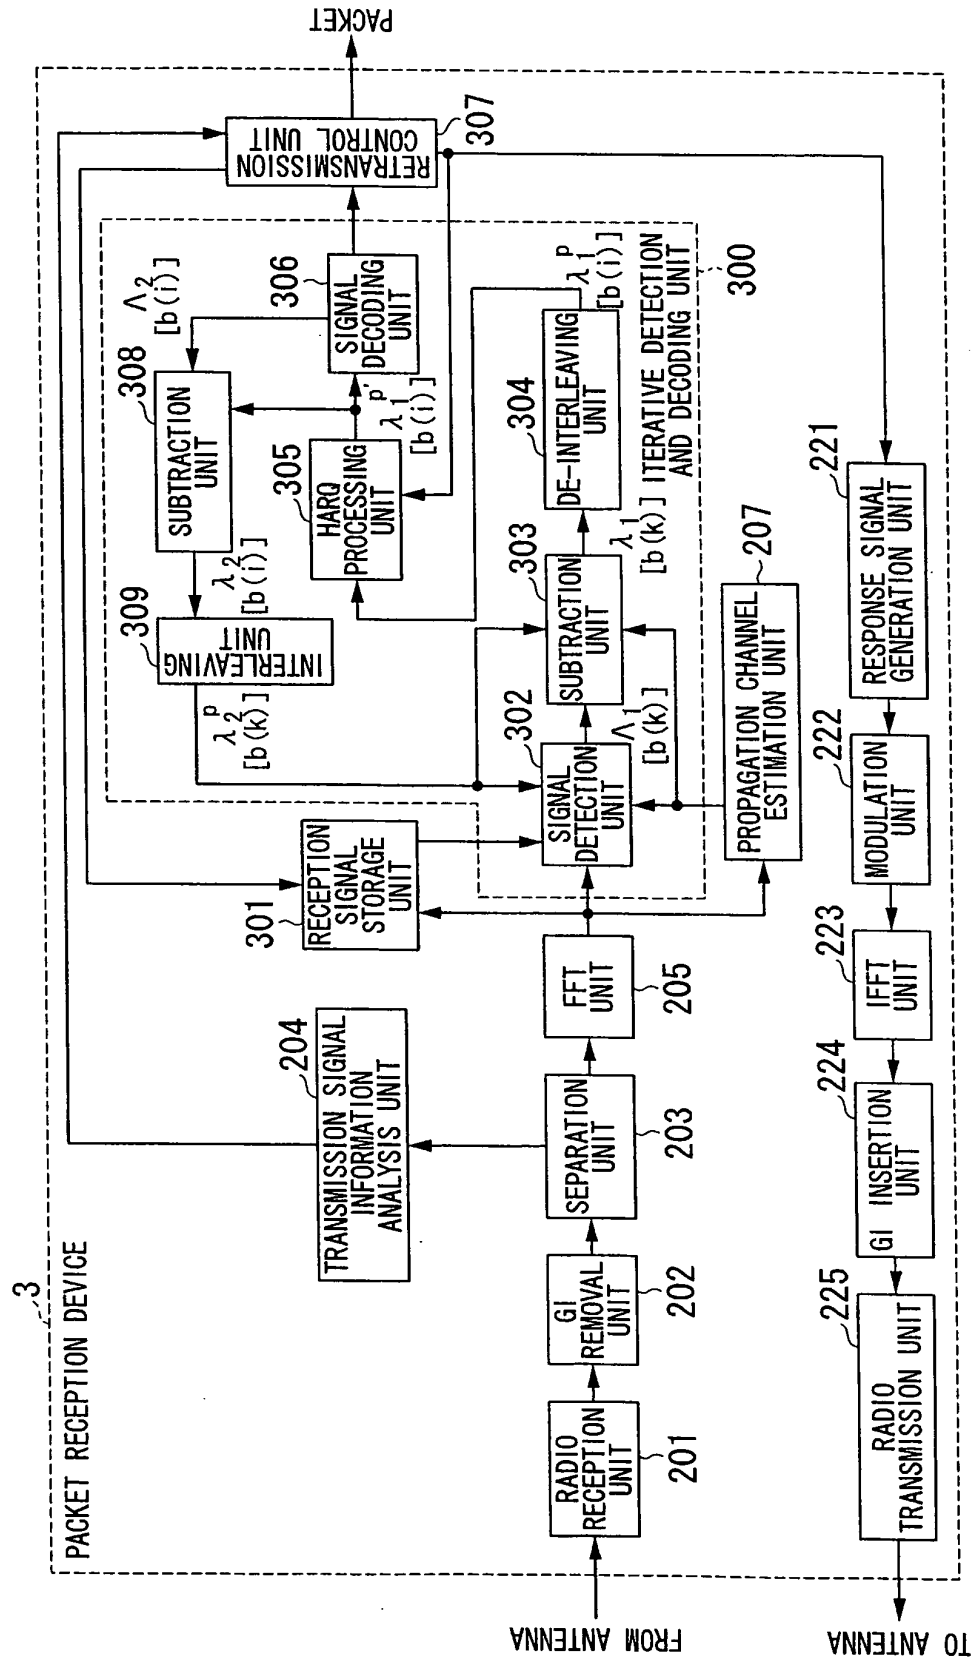 3
PACKET RECEPTION DEVICE
FROM ANTENNA
RADIO
RECEPTION
UNIT
201
GI
REMOVAL
UNIT
202
SEPARATION
UNIT
203
TRANSMISSION SIGNAL
INFORMATION
ANALYSIS UNIT
204
FFT
UNIT
205
RECEPTION
SIGNAL
STORAGE
UNIT
301
SIGNAL
DETECTION
UNIT
302
Λ1
[b(k)]
SUBTRACTION
UNIT
303
λ1
[b(k)]
DE-INTERLEAVING
UNIT
304
λ1^p
[b(i)]
ITERATIVE DETECTION
AND DECODING UNIT
300
HARQ
PROCESSING
UNIT
305
λ1^p'
[b(i)]
SIGNAL
DECODING
UNIT
306
Λ2
[b(i)]
SUBTRACTION
UNIT
308
λ2
[b(i)]
INTERLEAVING
UNIT
309
λ2^p
[b(k)]
RETRANSMISSION
CONTROL UNIT
307
PACKET
PROPAGATION CHANNEL
ESTIMATION UNIT
207
RESPONSE SIGNAL
GENERATION UNIT
221
MODULATION
UNIT
222
IFFT
UNIT
223
GI INSERTION
UNIT
224
RADIO
TRANSMISSION UNIT
225
TO ANTENNA